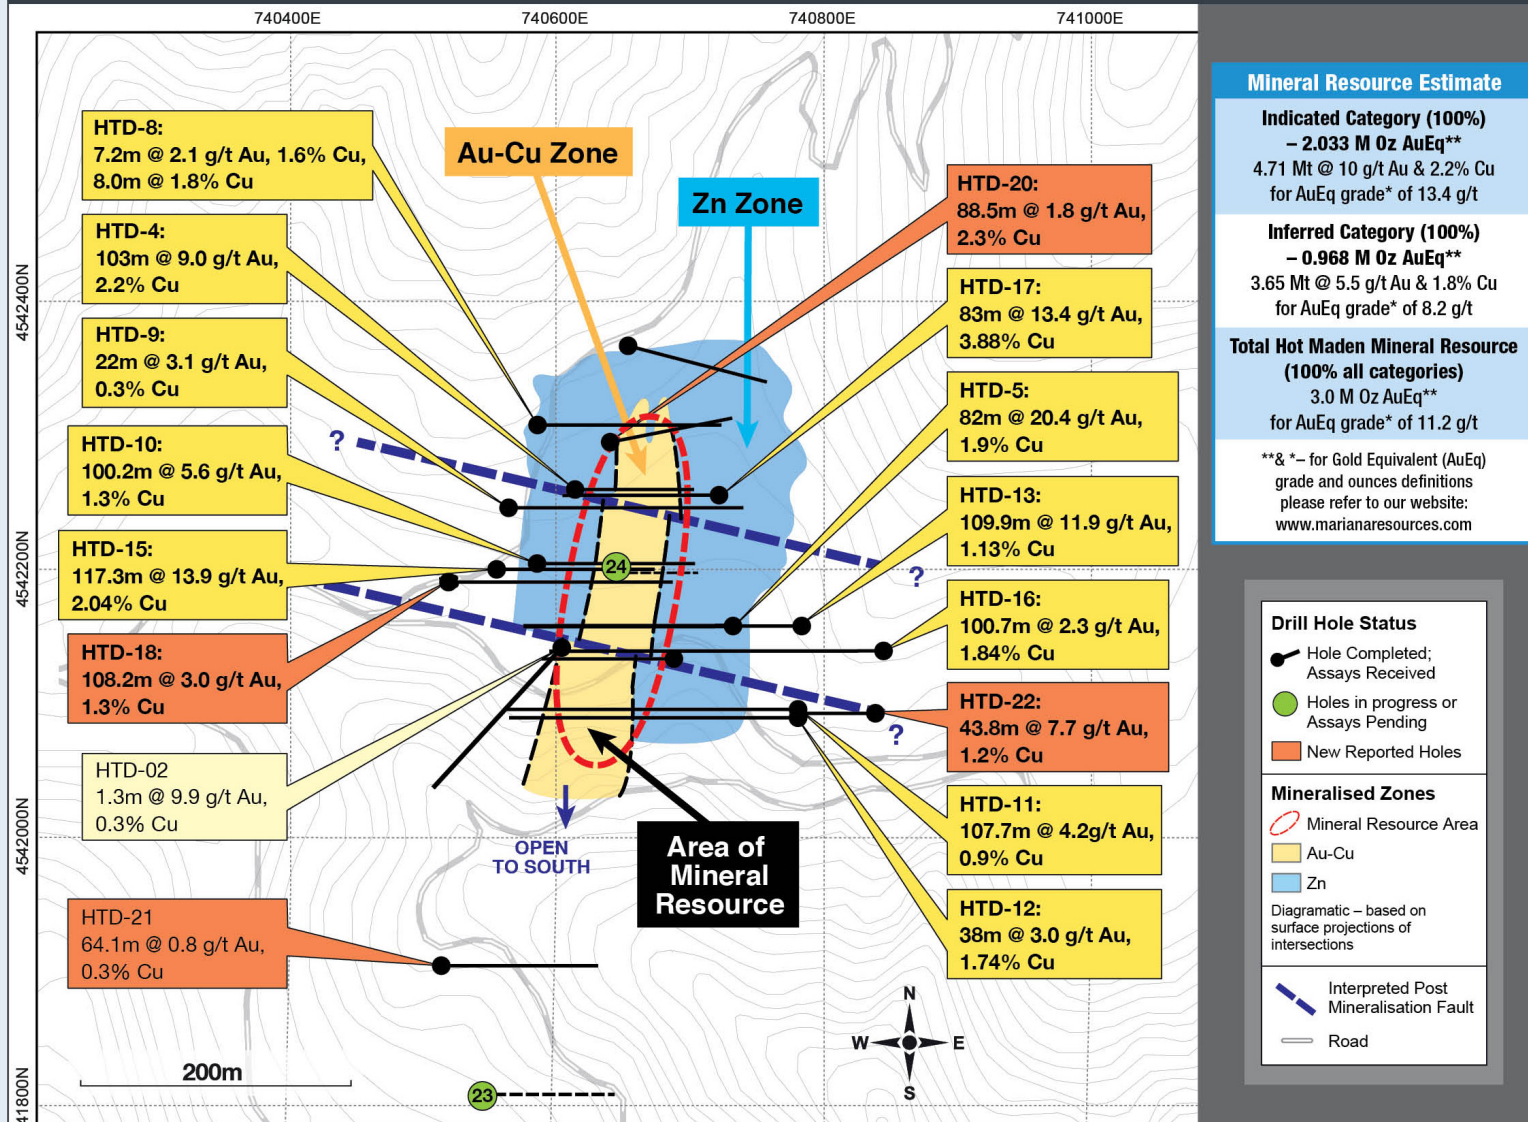 740400E
740600E
740800E
741000E
4542400N
4542200N
4542000N
41800N
HTD-8:
7.2m @ 2.1 g/t Au, 1.6% Cu,
8.0m @ 1.8% Cu
HTD-4:
103m @ 9.0 g/t Au,
2.2% Cu
HTD-9:
22m @ 3.1 g/t Au,
0.3% Cu
HTD-10:
100.2m @ 5.6 g/t Au,
1.3% Cu
HTD-15:
117.3m @ 13.9 g/t Au,
2.04% Cu
HTD-18:
108.2m @ 3.0 g/t Au,
1.3% Cu
HTD-02
1.3m @ 9.9 g/t Au,
0.3% Cu
HTD-21
64.1m @ 0.8 g/t Au,
0.3% Cu
200m
Au-Cu Zone
Zn Zone
?
?
?
24
23
OPEN
TO SOUTH
Area of
Mineral
Resource
HTD-20:
88.5m @ 1.8 g/t Au,
2.3% Cu
HTD-17:
83m @ 13.4 g/t Au,
3.88% Cu
HTD-5:
82m @ 20.4 g/t Au,
1.9% Cu
HTD-13:
109.9m @ 11.9 g/t Au,
1.13% Cu
HTD-16:
100.7m @ 2.3 g/t Au,
1.84% Cu
HTD-22:
43.8m @ 7.7 g/t Au,
1.2% Cu
HTD-11:
107.7m @ 4.2g/t Au,
0.9% Cu
HTD-12:
38m @ 3.0 g/t Au,
1.74% Cu
N
W
E
S
Mineral Resource Estimate
Indicated Category (100%)
– 2.033 M Oz AuEq**
4.71 Mt @ 10 g/t Au & 2.2% Cu
for AuEq grade* of 13.4 g/t
Inferred Category (100%)
– 0.968 M Oz AuEq**
3.65 Mt @ 5.5 g/t Au & 1.8% Cu
for AuEq grade* of 8.2 g/t
Total Hot Maden Mineral Resource
(100% all categories)
3.0 M Oz AuEq**
for AuEq grade* of 11.2 g/t
**& *– for Gold Equivalent (AuEq)
grade and ounces definitions
please refer to our website:
www.marianaresources.com
Drill Hole Status
Hole Completed;
Assays Received
Holes in progress or
Assays Pending
New Reported Holes
Mineralised Zones
Mineral Resource Area
Au-Cu
Zn
Diagramatic – based on
surface projections of
intersections
Interpreted Post
Mineralisation Fault
Road